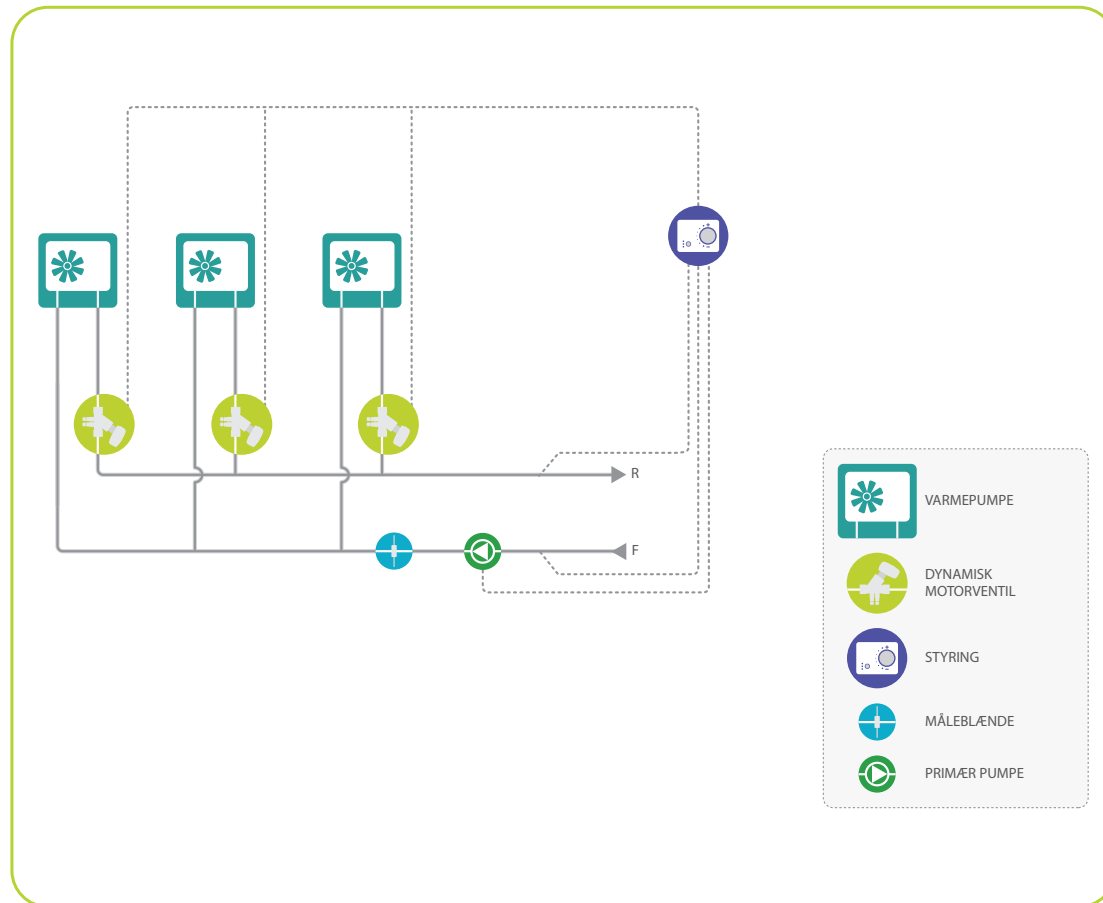 R
F
VARMEPUMPE
DYNAMISK
MOTORVENTIL
STYRING
MÅLEBLÆNDE
PRIMÆR PUMPE